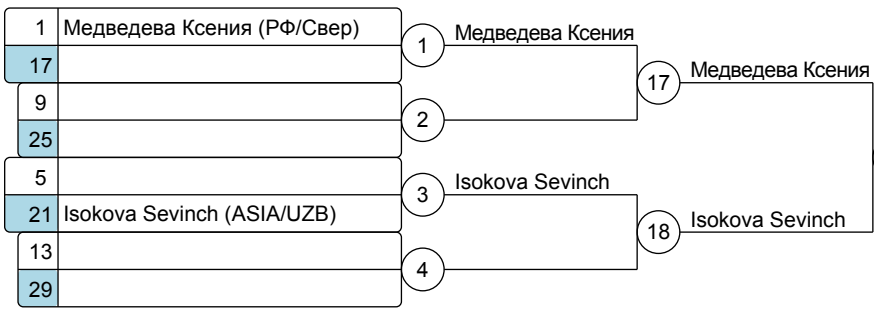 1 Медведева Ксения (РФ/Свер)
17
9
25
5
21 Isokova Sevinch (ASIA/UZB)
13
29
1 Медведева Ксения
2
3 Isokova Sevinch
4
17 Медведева Ксения
18 Isokova Sevinch